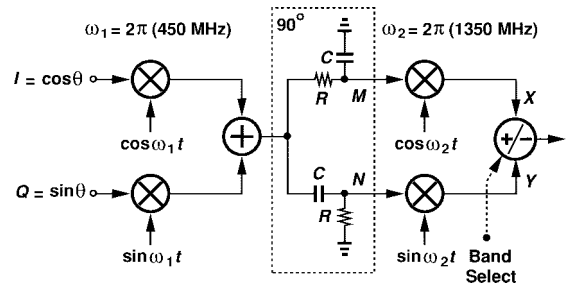 ω1 = 2π (450 MHz)
90°
ω2 = 2π (1350 MHz)
C
I = cosθ
R
M
X
cosω1t
cosω2t
+
+/−
C
N
Y
Q = sinθ
R
sinω1t
sinω2t
Band
Select